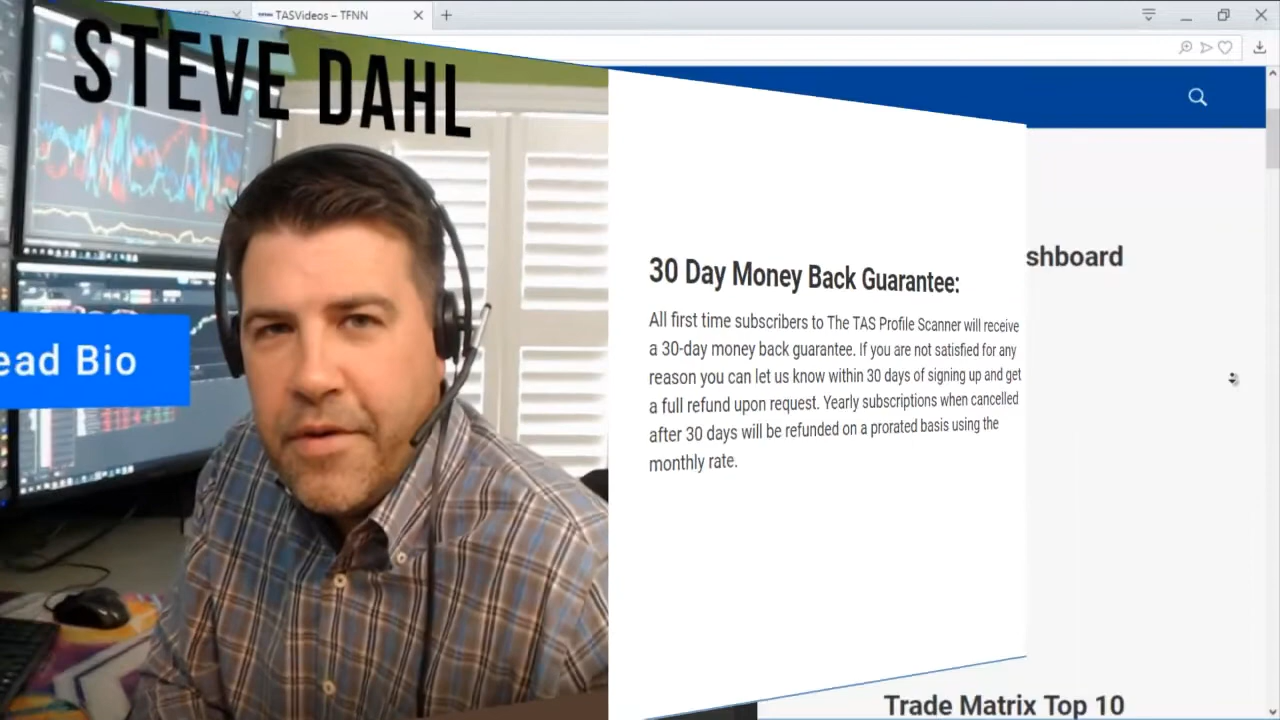 TASVideos – TFNN
STEVE DAHL
shboard
30 Day Money Back Guarantee:
All first time subscribers to The TAS Profile Scanner will receive
a 30-day money back guarantee. If you are not satisfied for any
reason you can let us know within 30 days of signing up and get
a full refund upon request. Yearly subscriptions when cancelled
after 30 days will be refunded on a prorated basis using the
monthly rate.
ead Bio
Trade Matrix Top 10